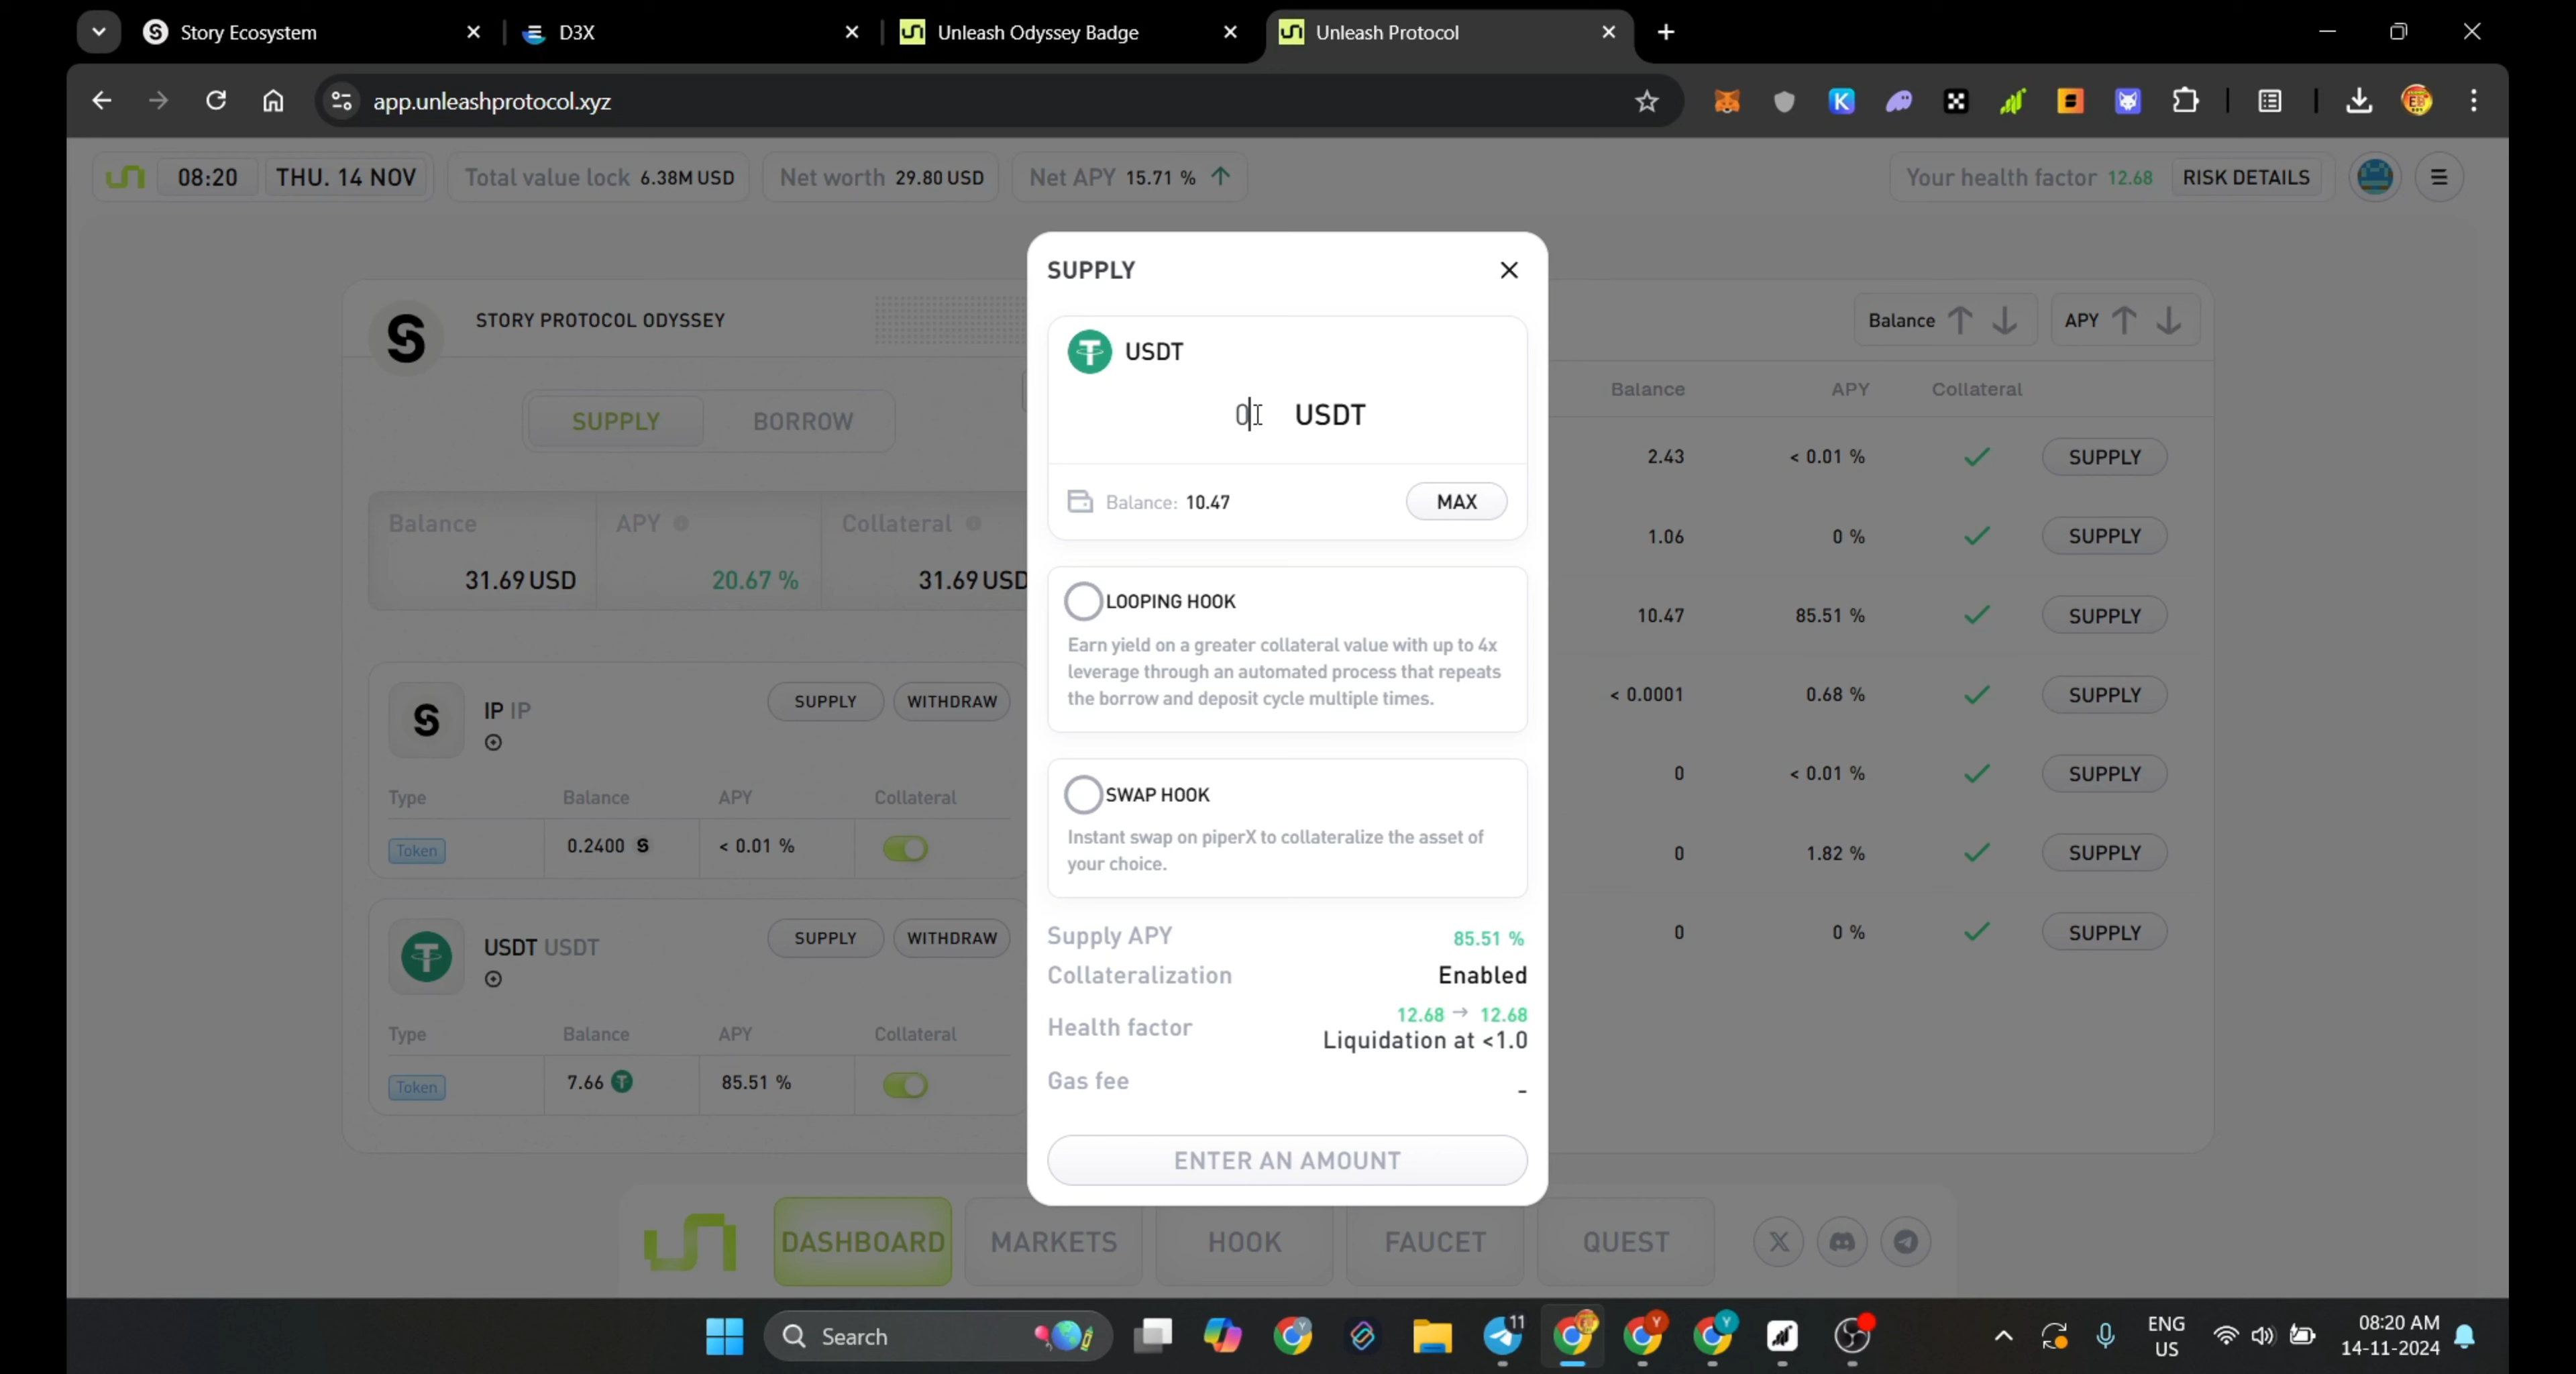 Story Ecosystem
D3X
Unleash Odyssey Badge
Unleash Protocol
app.unleashprotocol.xyz
08:20 THU. 14 NOV
Total value lock 6.38M USD
Net worth 29.80 USD
Net APY 15.71 %
Your health factor 12.68 RISK DETAILS
STORY PROTOCOL ODYSSEY
SUPPLY BORROW
Balance APY Collateral
31.69 USD 20.67 % 31.69 USD
IP IP
SUPPLY WITHDRAW
Type Balance APY Collateral
Token 0.2400 < 0.01 %
USDT USDT
SUPPLY WITHDRAW
Type Balance APY Collateral
Token 7.66 85.51 %
SUPPLY
USDT
0 USDT
Balance: 10.47 MAX
LOOPING HOOK
Earn yield on a greater collateral value with up to 4x
leverage through an automated process that repeats
the borrow and deposit cycle multiple times.
SWAP HOOK
Instant swap on piperX to collateralize the asset of
your choice.
Supply APY 85.51 %
Collateralization Enabled
Health factor 12.68 → 12.68
Liquidation at <1.0
Gas fee -
ENTER AN AMOUNT
Balance APY
Balance APY Collateral
2.43 < 0.01 % SUPPLY
1.06 0 % SUPPLY
10.47 85.51 % SUPPLY
< 0.0001 0.68 % SUPPLY
0 < 0.01 % SUPPLY
0 1.82 % SUPPLY
0 0 % SUPPLY
DASHBOARD MARKETS HOOK FAUCET QUEST
Search
11
ENG
US
08:20 AM
14-11-2024